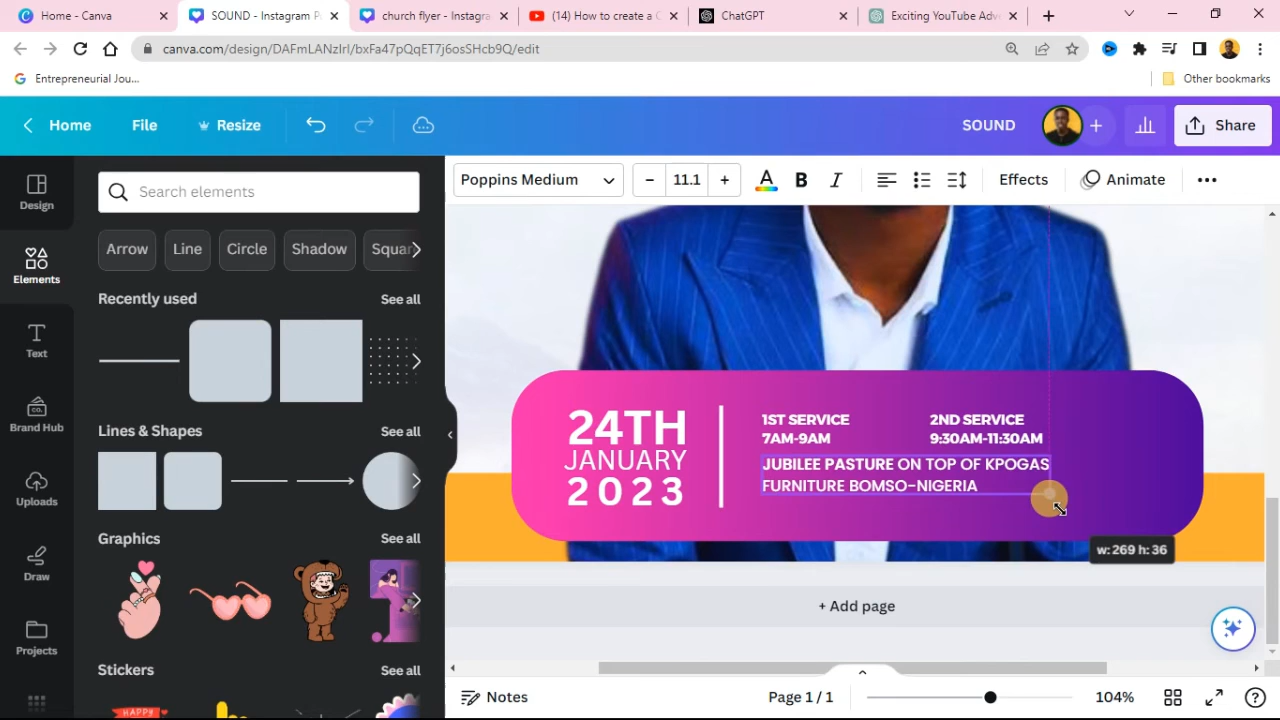 Home - Canva
SOUND - Instagram P
church flyer - Instagra
(14) How to create a C
ChatGPT
Exciting YouTube Adv
canva.com/design/DAFmLANzIrI/bxFa47pQqET7j6osSHcb9Q/edit
Entrepreneurial Jou...
Other bookmarks
Home
File
Resize
SOUND
Share
Design
Elements
Text
Brand Hub
Uploads
Draw
Projects
Search elements
Arrow
Line
Circle
Shadow
Squar
Recently used
See all
Lines & Shapes
See all
Graphics
See all
Stickers
See all
HAPPY
Poppins Medium
11.1
Effects
Animate
24TH
JANUARY
2023
1ST SERVICE
7AM-9AM
2ND SERVICE
9:30AM-11:30AM
JUBILEE PASTURE ON TOP OF KPOGAS
FURNITURE BOMSO-NIGERIA
w: 269 h: 36
+ Add page
Notes
Page 1 / 1
104%